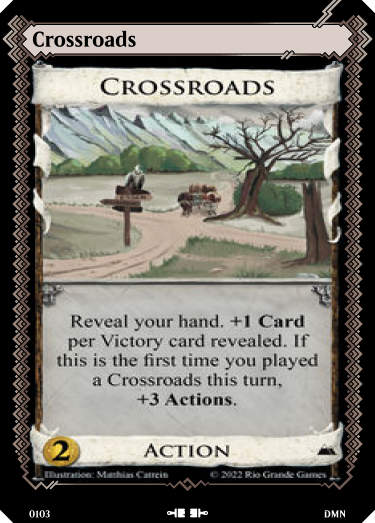 Crossroads
CROSSROADS
Reveal your hand. +1 Card
per Victory card revealed. If
this is the first time you played
a Crossroads this turn,
+3 Actions.
2
ACTION
Illustration: Matthias Catrein
© 2022 Rio Grande Games
0103
DMN